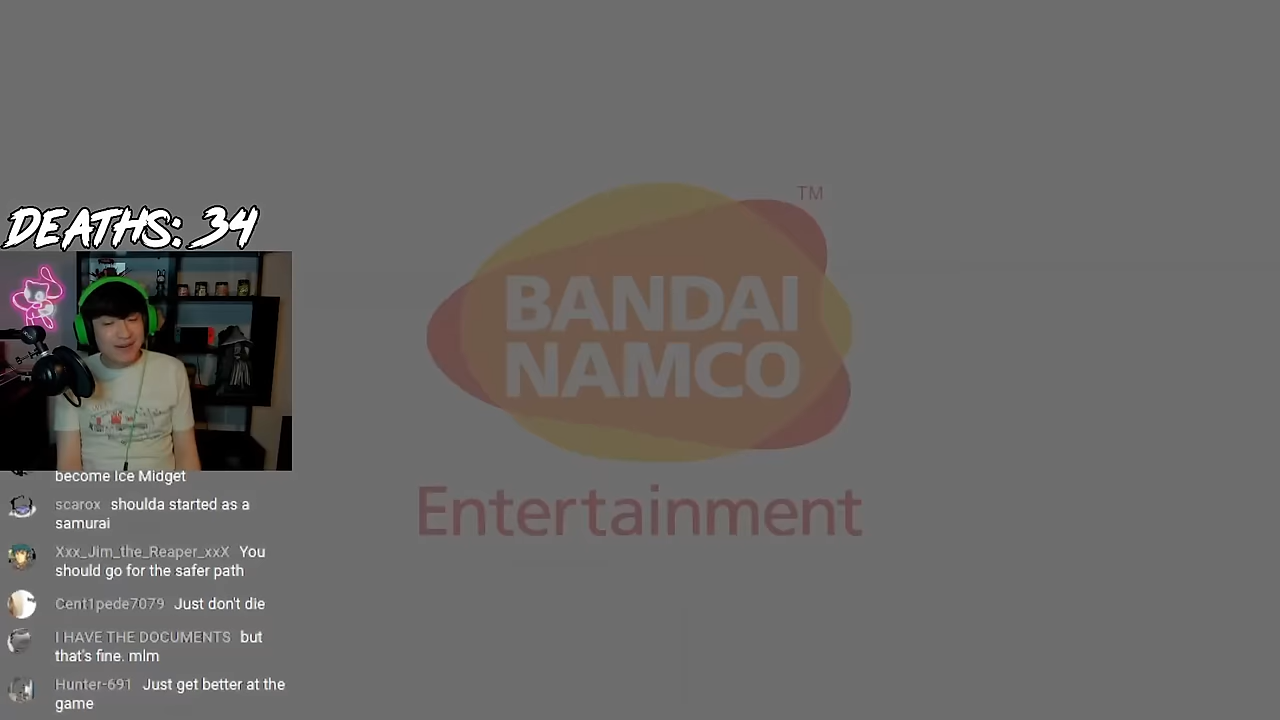 TM
BANDAI
NAMCO
Entertainment
DEATHS: 34
become Ice Midget
scarox shoulda started as a
samurai
Xxx_Jim_the_Reaper_xxX You
should go for the safer path
Cent1pede7079 Just don't die
I HAVE THE DOCUMENTS but
that's fine. mlm
Hunter-691 Just get better at the
game